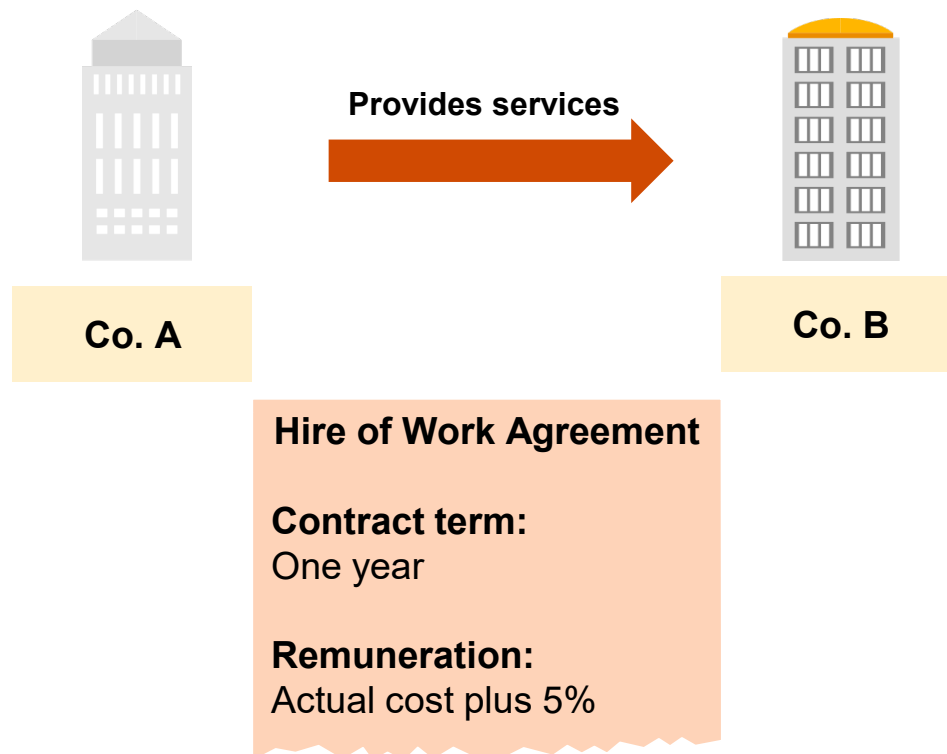 Provides services
Co. A
Co. B
Hire of Work Agreement
Contract term:
One year
Remuneration:
Actual cost plus 5%